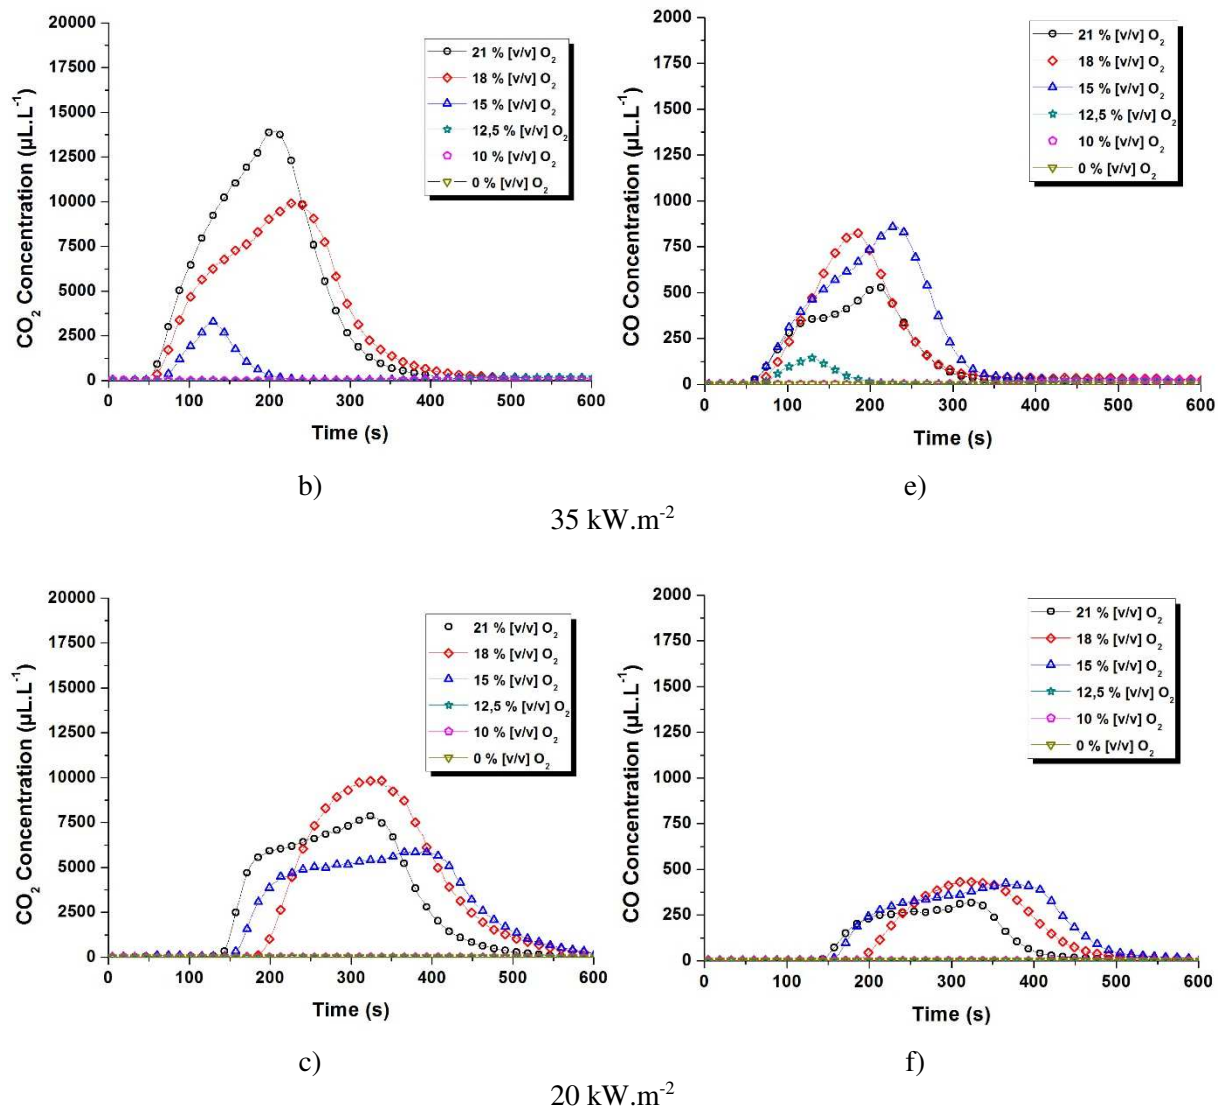 20000
17500
15000
12500
10000
7500
5000
2500
0
CO₂ Concentration (µL.L⁻¹)
21 % [v/v] O₂
18 % [v/v] O₂
15 % [v/v] O₂
12,5 % [v/v] O₂
10 % [v/v] O₂
0 % [v/v] O₂
0 100 200 300 400 500 600
Time (s)
b)
2000
1750
1500
1250
1000
750
500
250
0
CO Concentration (µL.L⁻¹)
21 % [v/v] O₂
18 % [v/v] O₂
15 % [v/v] O₂
12,5 % [v/v] O₂
10 % [v/v] O₂
0 % [v/v] O₂
0 100 200 300 400 500 600
Time (s)
e)
35 kW.m⁻²
20000
17500
15000
12500
10000
7500
5000
2500
0
CO₂ Concentration (µL.L⁻¹)
21 % [v/v] O₂
18 % [v/v] O₂
15 % [v/v] O₂
12,5 % [v/v] O₂
10 % [v/v] O₂
0 % [v/v] O₂
0 100 200 300 400 500 600
Time (s)
c)
2000
1750
1500
1250
1000
750
500
250
0
CO Concentration (µL.L⁻¹)
21 % [v/v] O₂
18 % [v/v] O₂
15 % [v/v] O₂
12,5 % [v/v] O₂
10 % [v/v] O₂
0 % [v/v] O₂
0 100 200 300 400 500 600
Time (s)
f)
20 kW.m⁻²